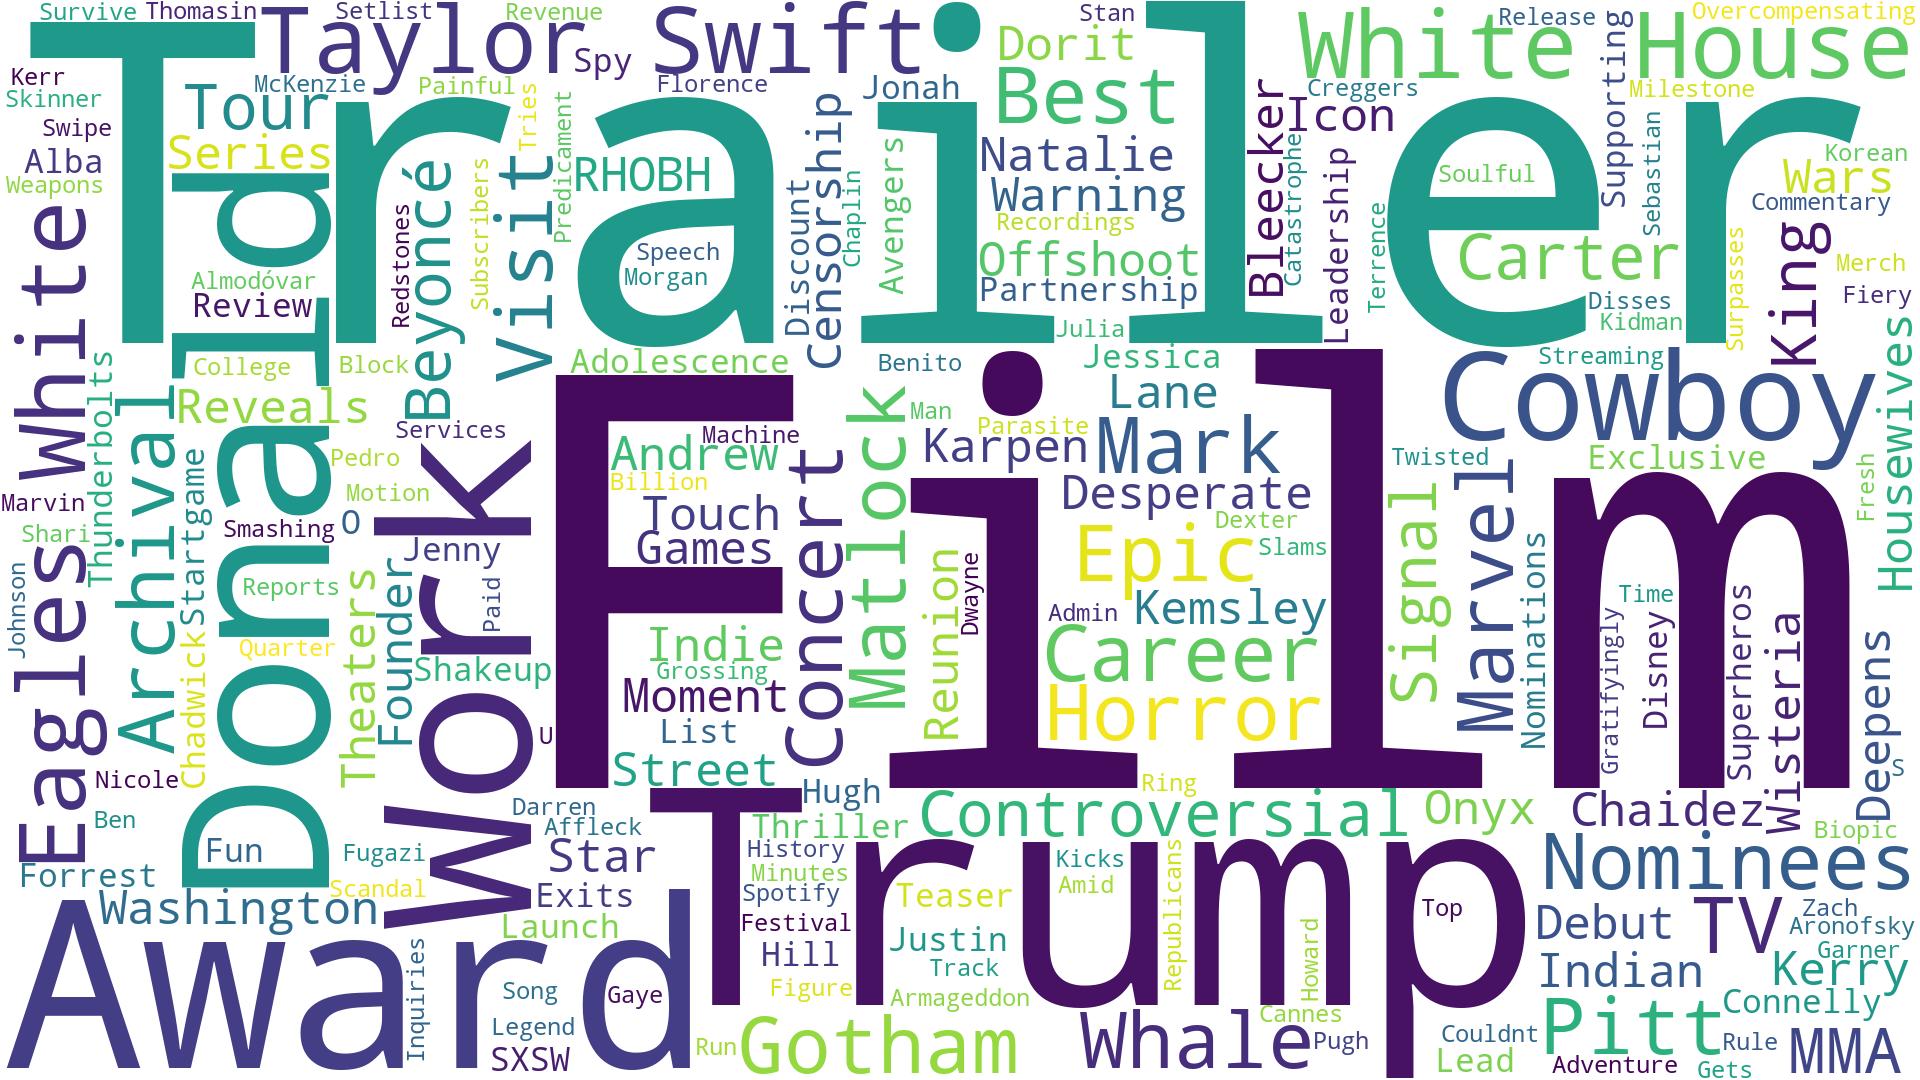 Trailer
Film
Trump
Donald
Award
Work
Taylor
Swift
White
House
Survive
Thomasin
Setlist
Revenue
Spy
Florence
Stan
Dorit
Best
Jonah
Release
Overcompensating
Supporting
Creggers
Milestone
Icon
Kerr
Skinner
Swipe
Alba
Weapons
McKenzie
Tour
Series
Painful
Tries
Predicament
RHOBH
Visit
Beyoncé
Subscribers
Redstones
Almodóvar
Review
White
Speech
Morgan
Discount
Censorship
Chaplin
Avengers
Natalie
Warning
Recordings
Offshoot
Partnership
Bleecker
Catastrophe
Leadership
Terrence
Soulful
Sebastian
Korean
Wars
Commentary
Carter
King
Merch
Fiery
Disses
Kidman
Surpasses
Julia
College
Block
Reveals
Adolescence
Benito
Jessica
Streaming
Cowboy
Housewives
Thunderbolts
Archival
Services
Andrew
Machine
Billion
Man
Parasite
Lane
Karpen
Mark
Desperate
Twisted
Exclusive
Fresh
Marvin
Shari
Startgame
Smashing
Pedro
Motion
O
Jenny
Touch
Games
Concert
Matlock
Epic
Dexter
Slams
Signal
Marvel
Nominations
Johnson
Eagles
Reports
Quarter
Chadwick
Theaters
Founder
Paid
Shakeup
Indie
Grossing
Moment
Reunion
Dwayne
Admin
Kemsley
Career
Horror
Time
Gratifyingly
Disney
Superheros
Wisteria
Deepens
S
Nicole
Ben
U
List
Street
Hugh
Ring
Controversial
Onyx
Chaidez
Biopic
Fun
Fugazi
Scandal
Forrest
Washington
Darren
Affleck
Star
Exits
Launch
Thriller
History
Minutes
Spotify
Festival
Hill
Figure
Teaser
Justin
Track
Armageddon
Kicks
Amid
Republicans
Howard
Top
Nominees
Debut
TV
Zach
Aronofsky
Garner
Indian
Kerry
Connelly
Inquiries
Song
Legend
SXSW
Gaye
Run
Gotham
Whale
Cannes
Pugh
Couldnt
Lead
Pitt
Adventure
Rule
Gets
MMA